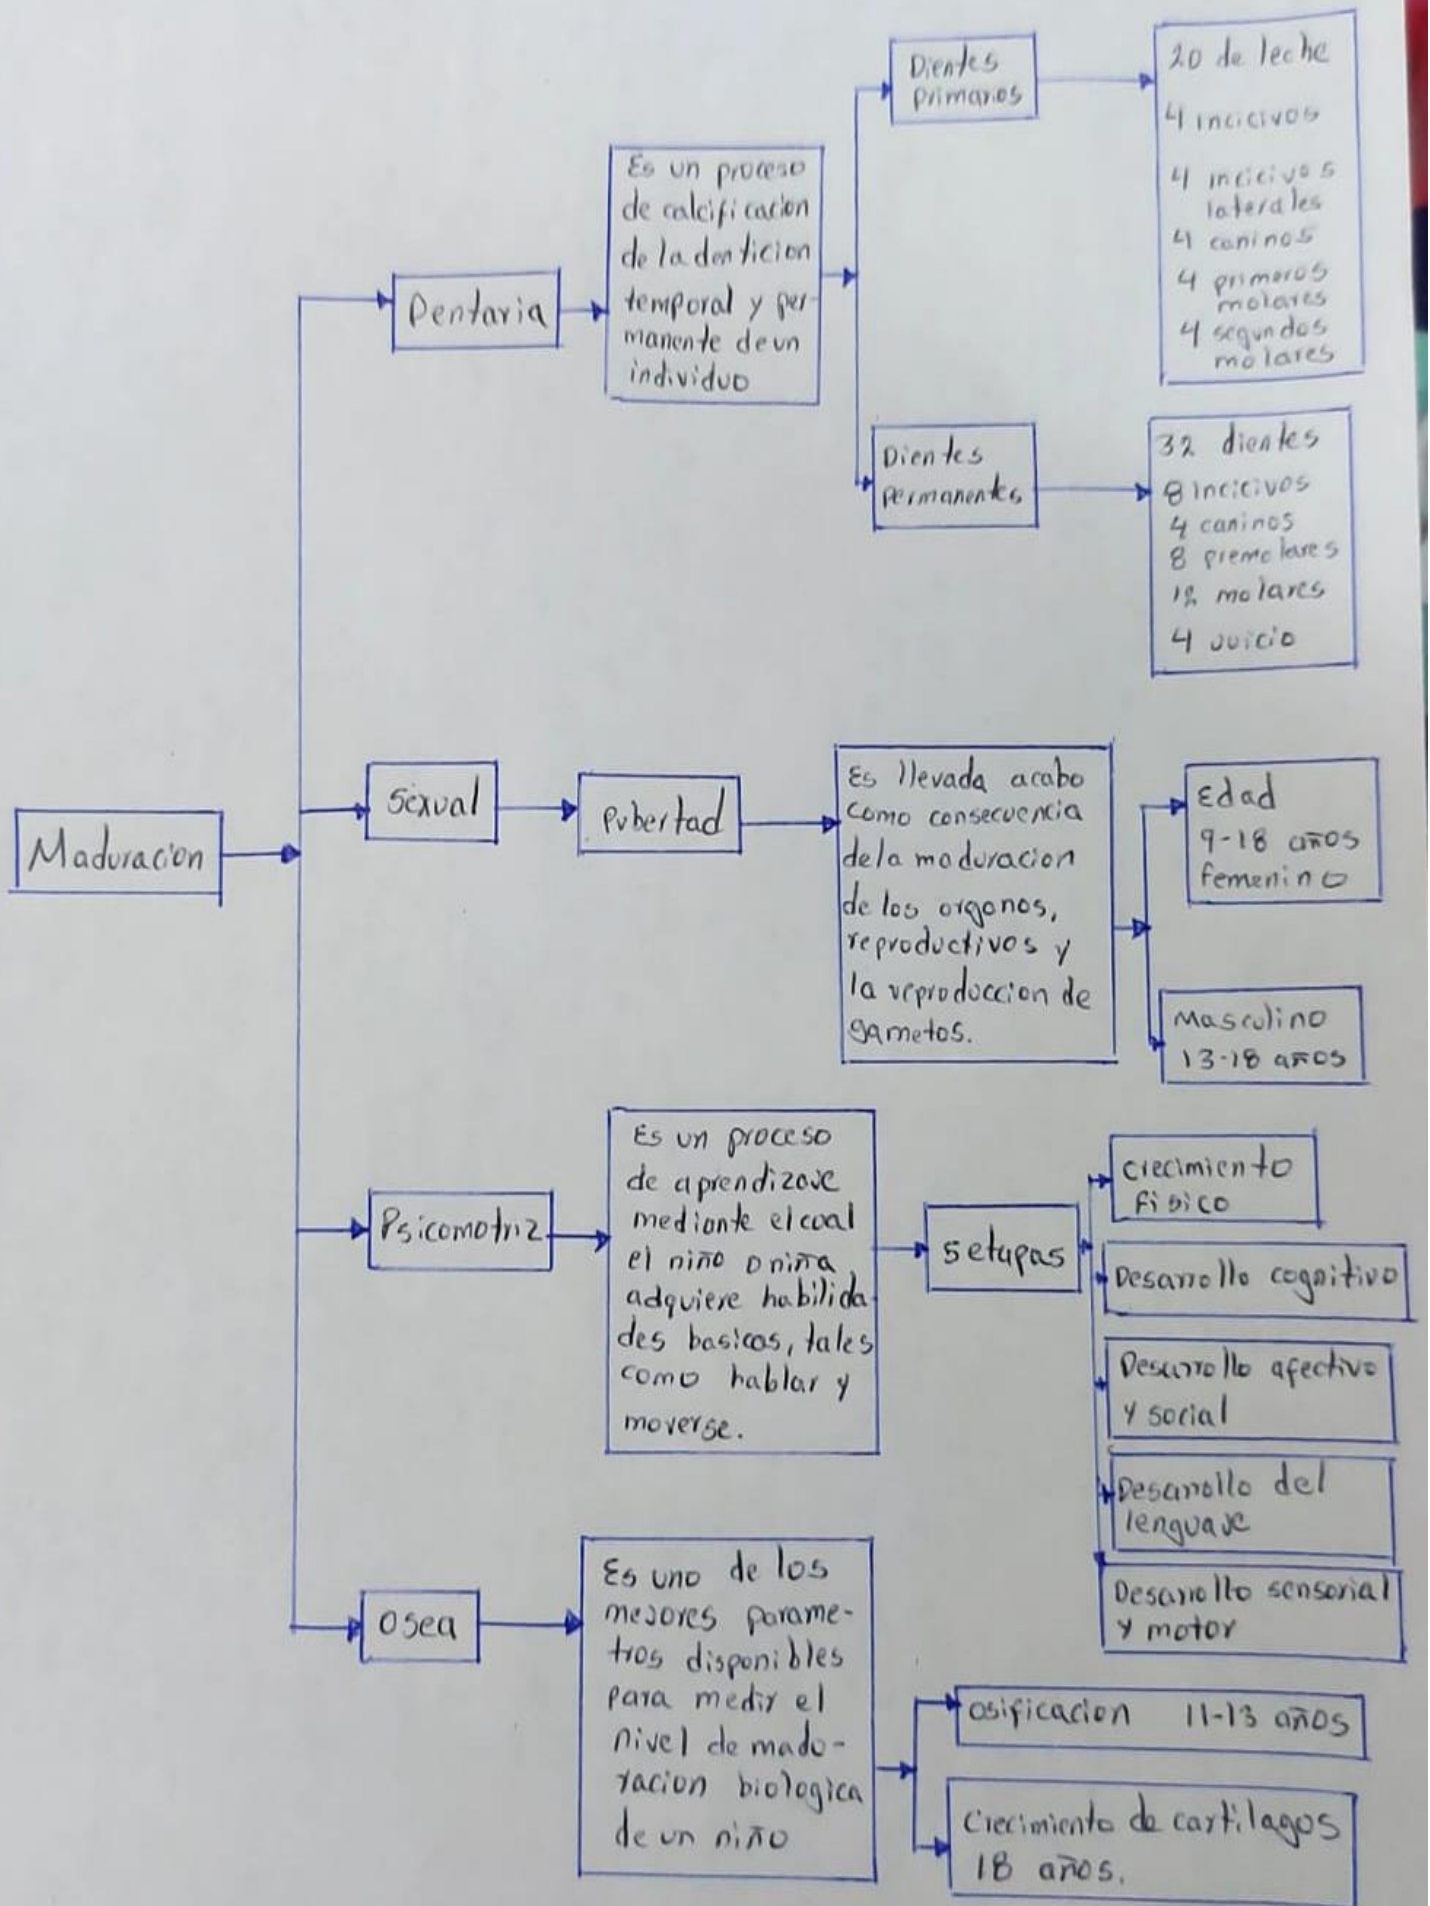 Maduracion
Dentaria
Es un proceso
de calcificacion
de la denticion
temporal y per-
manente de un
individuo
Dientes
primarios
20 de leche
4 incicivos
4 incicivos
laterales
4 caninos
4 primeros
molares
4 segundos
molares
Dientes
permanentes
32 dientes
8 incicivos
4 caninos
8 premolares
12 molares
4 Juicio
Sexual
Pubertad
Es llevada acabo
como consecuencia
dela maduracion
de los organos,
reproductivos y
la reproduccion de
gametos.
Edad
9-18 años
femenino
Masculino
13-18 años
Psicomotriz
Es un proceso
de aprendizaje
mediante el cual
el niño o niña
adquiere habilida
des basicas, tales
como hablar y
moverse.
5 etapas
Crecimiento
fisico
Desarrollo cognitivo
Desarrollo afectivo
y social
Desarrollo del
lenguaje
Desarrollo sensorial
y motor
Osea
Es uno de los
mejores parame-
tros disponibles
para medir el
nivel de madu-
racion biologica
de un niño
osificacion 11-13 años
Crecimiento de cartilagos
18 años.